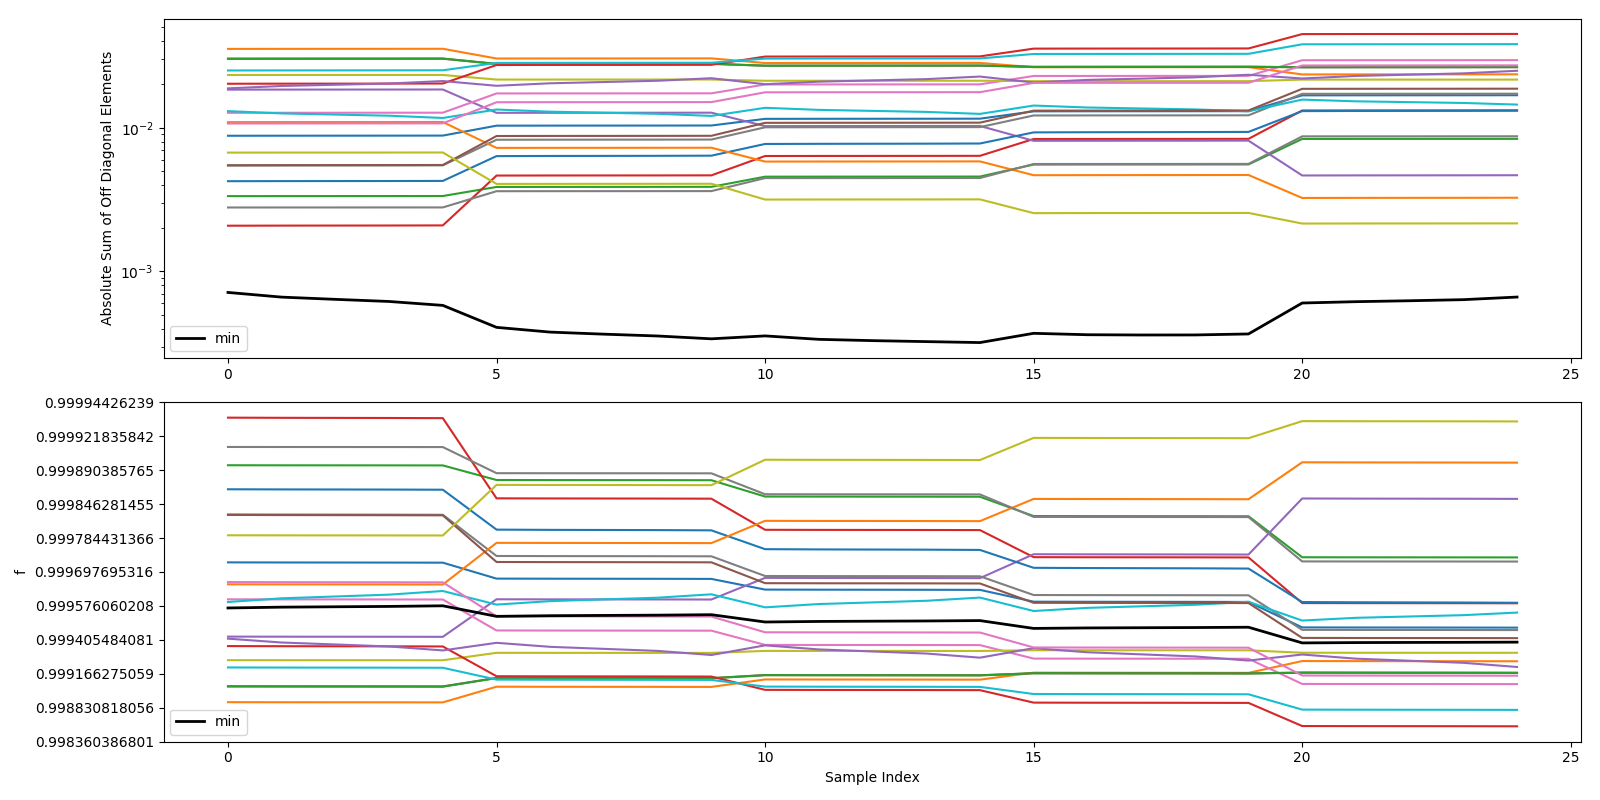 Absolute Sum of Off Diagonal Elements
10⁻²
10⁻³
min
0 5 10 15 20 25
f
0.99994426239
0.999921835842
0.999890385765
0.999846281455
0.999784431366
0.999697695316
0.999576060208
0.999405484081
0.999166275059
0.998830818056
0.998360386801
min
0 5 10 15 20 25
Sample Index